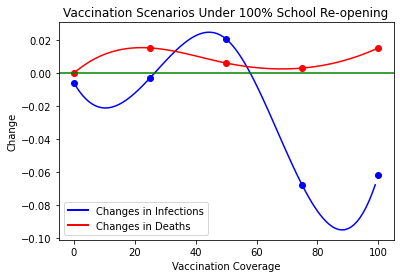 Vaccination Scenarios Under 100% School Re-opening
Change
0.02
0.00
−0.02
−0.04
−0.06
−0.08
−0.10
Changes in Infections
Changes in Deaths
0 20 40 60 80 100
Vaccination Coverage